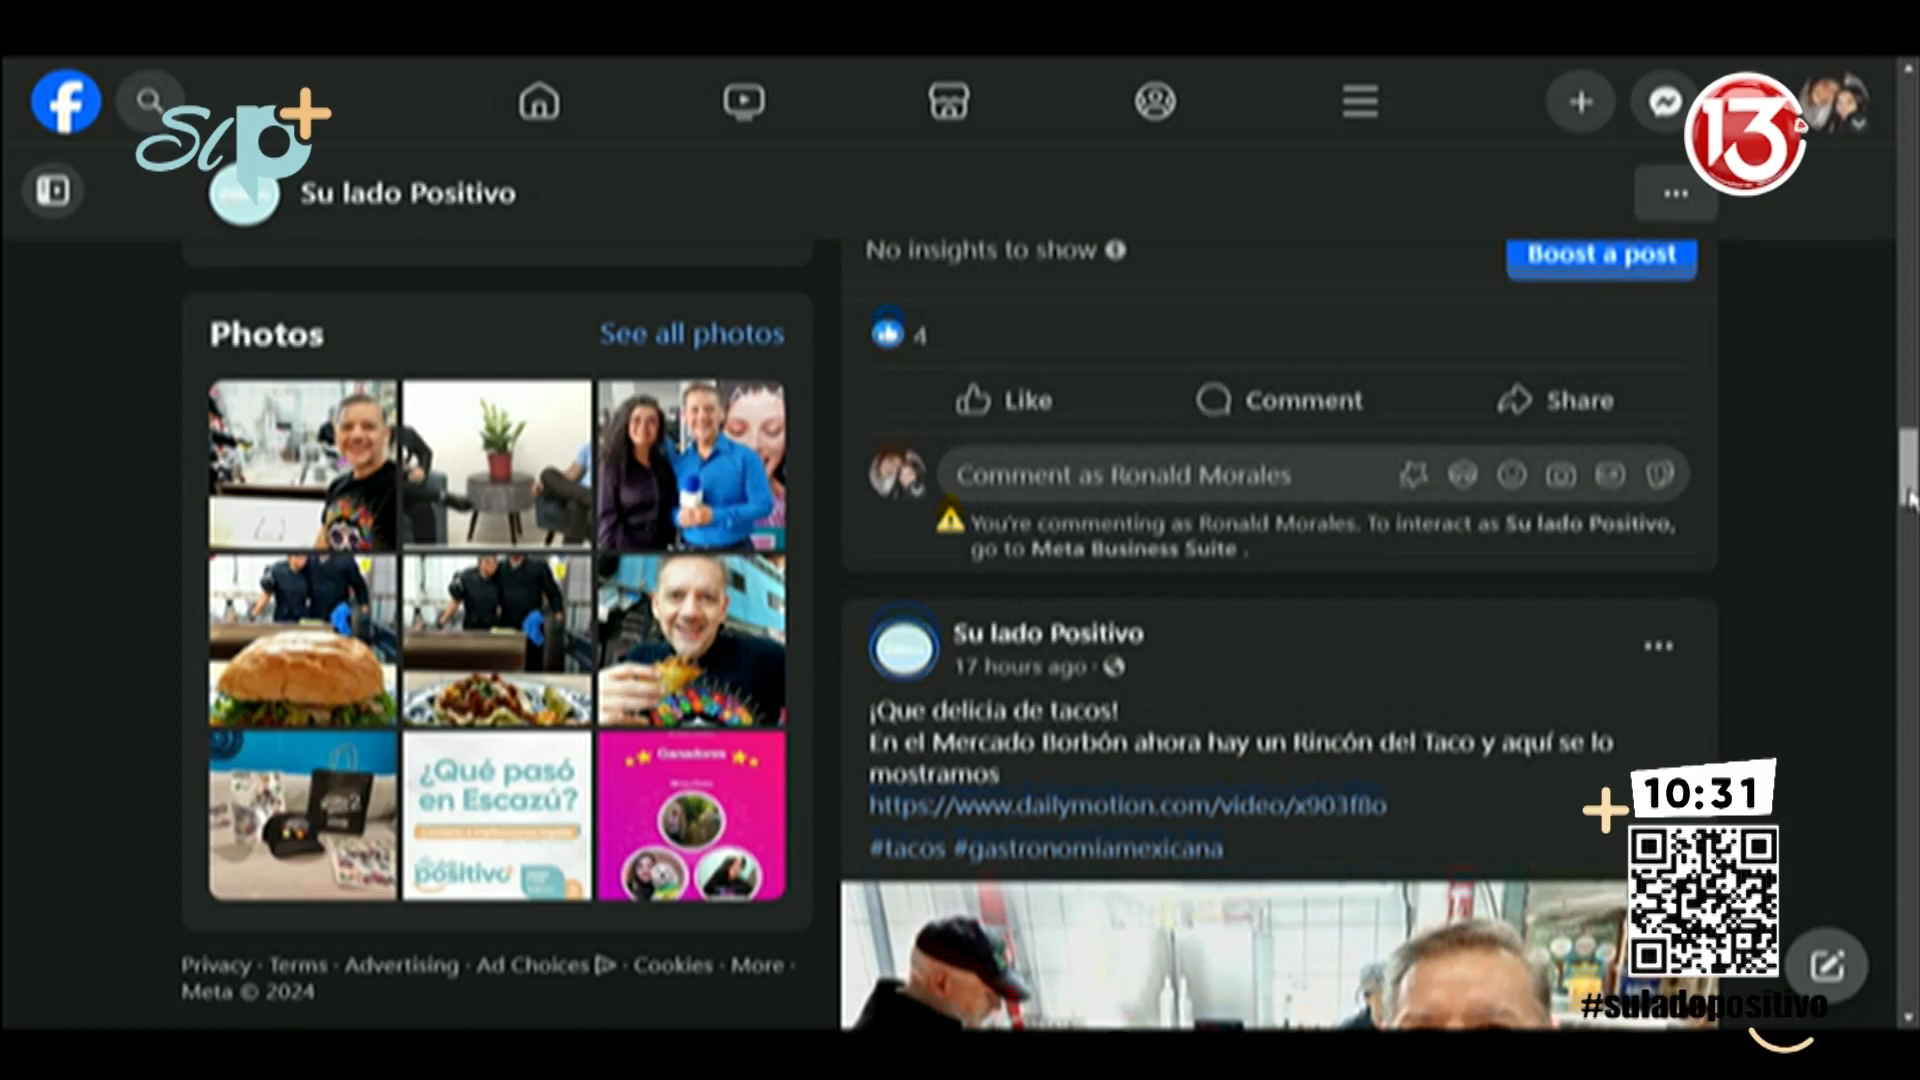 Slp+
13
Su lado Positivo
No insights to show
Boost a post
Photos
See all photos
4
Like
Comment
Share
Comment as Ronald Morales
You're commenting as Ronald Morales. To interact as Su lado Positivo,
go to Meta Business Suite .
Su lado Positivo
17 hours ago ·
¡Que delicia de tacos!
En el Mercado Borbón ahora hay un Rincón del Taco y aquí se lo
mostramos
https://www.dailymotion.com/video/x903f8o
#tacos #gastronomiamexicana
¿Qué pasó
en Escazú?
positivo+
Ganadores
10:31
#suladopositivo
Privacy · Terms · Advertising · Ad Choices · Cookies · More ·
Meta © 2024